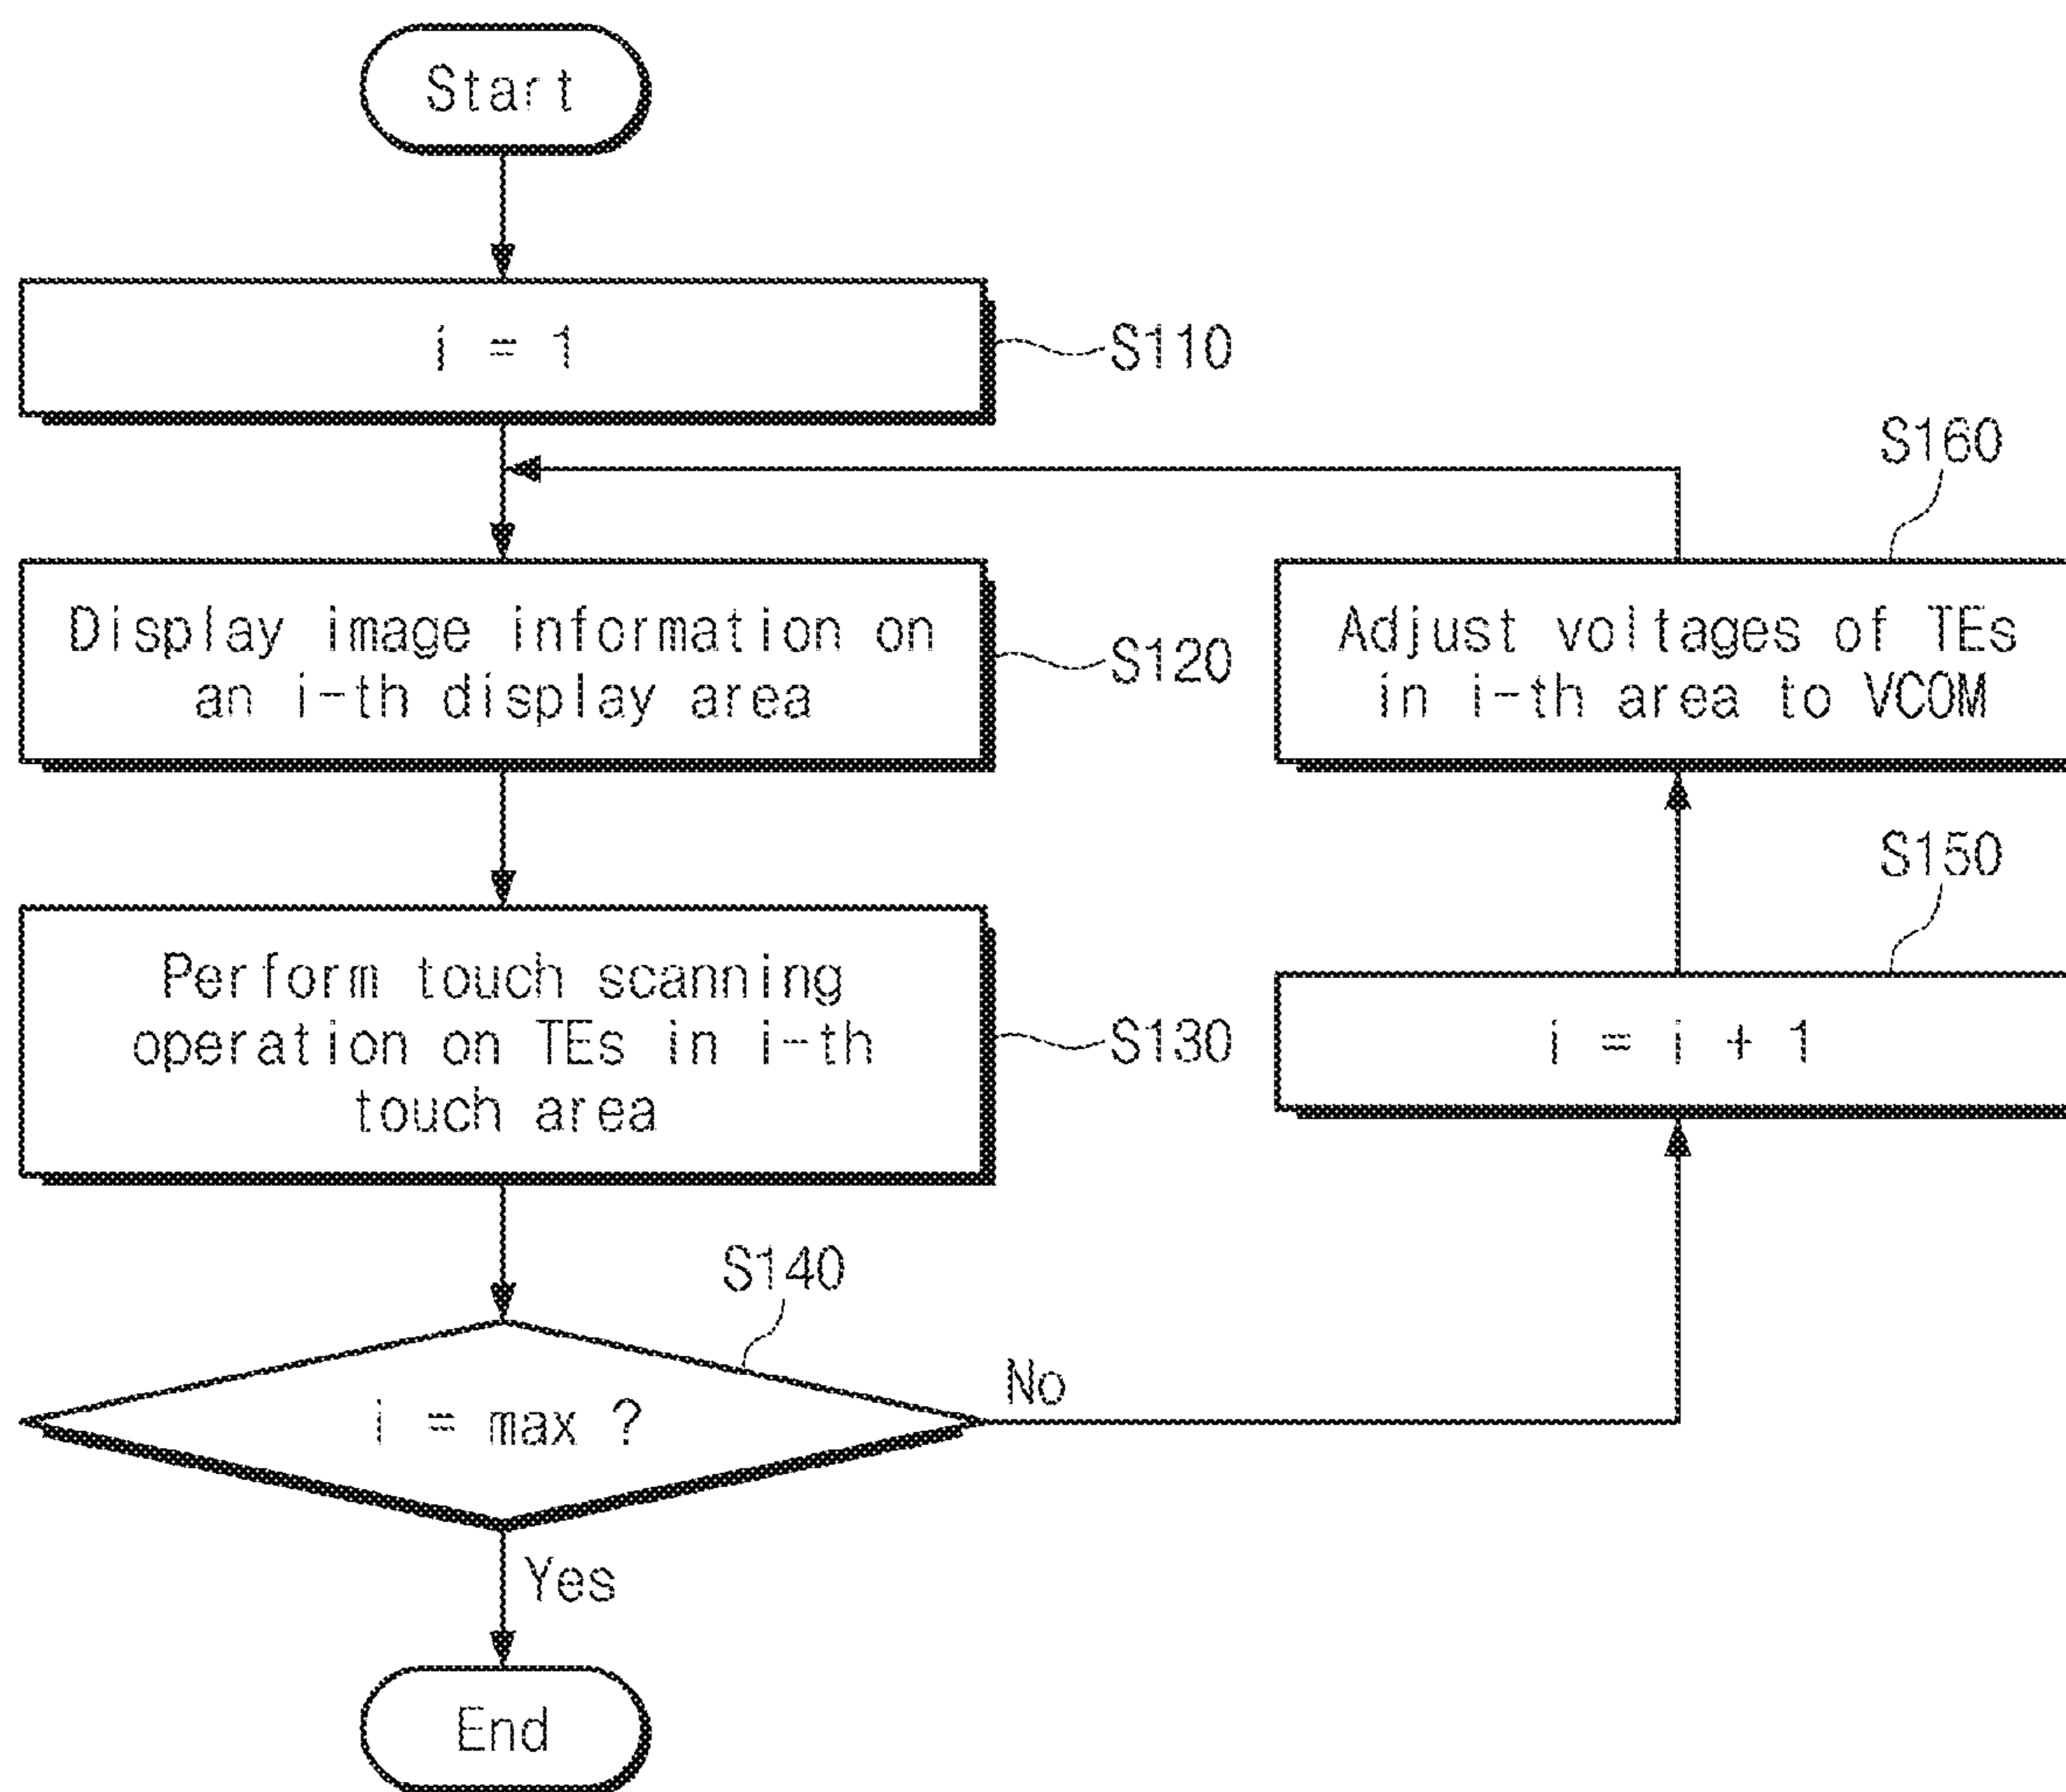 Start
i = 1
S110
S160
Display image information on
an i-th display area
S120
Adjust voltages of TEs
in i-th area to VCOM
S150
Perform touch scanning
operation on TEs in i-th
touch area
S130
i = i + 1
S140
i = max ?
No
Yes
End